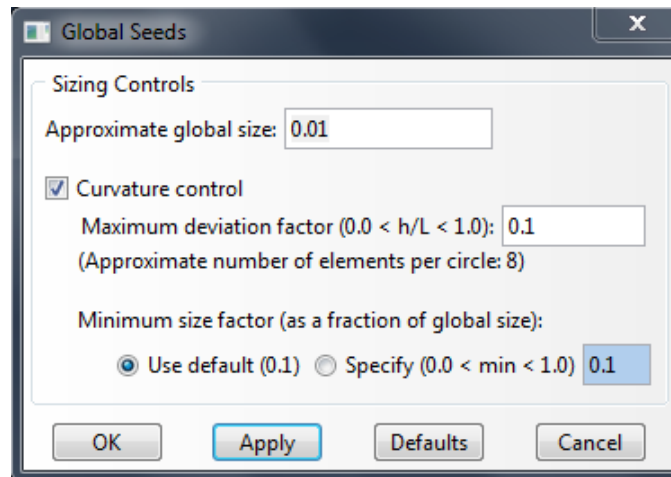 Global Seeds
X
Sizing Controls
Approximate global size: 0.01
Curvature control
Maximum deviation factor (0.0 < h/L < 1.0): 0.1
(Approximate number of elements per circle: 8)
Minimum size factor (as a fraction of global size):
Use default (0.1) Specify (0.0 < min < 1.0) 0.1
OK Apply Defaults Cancel